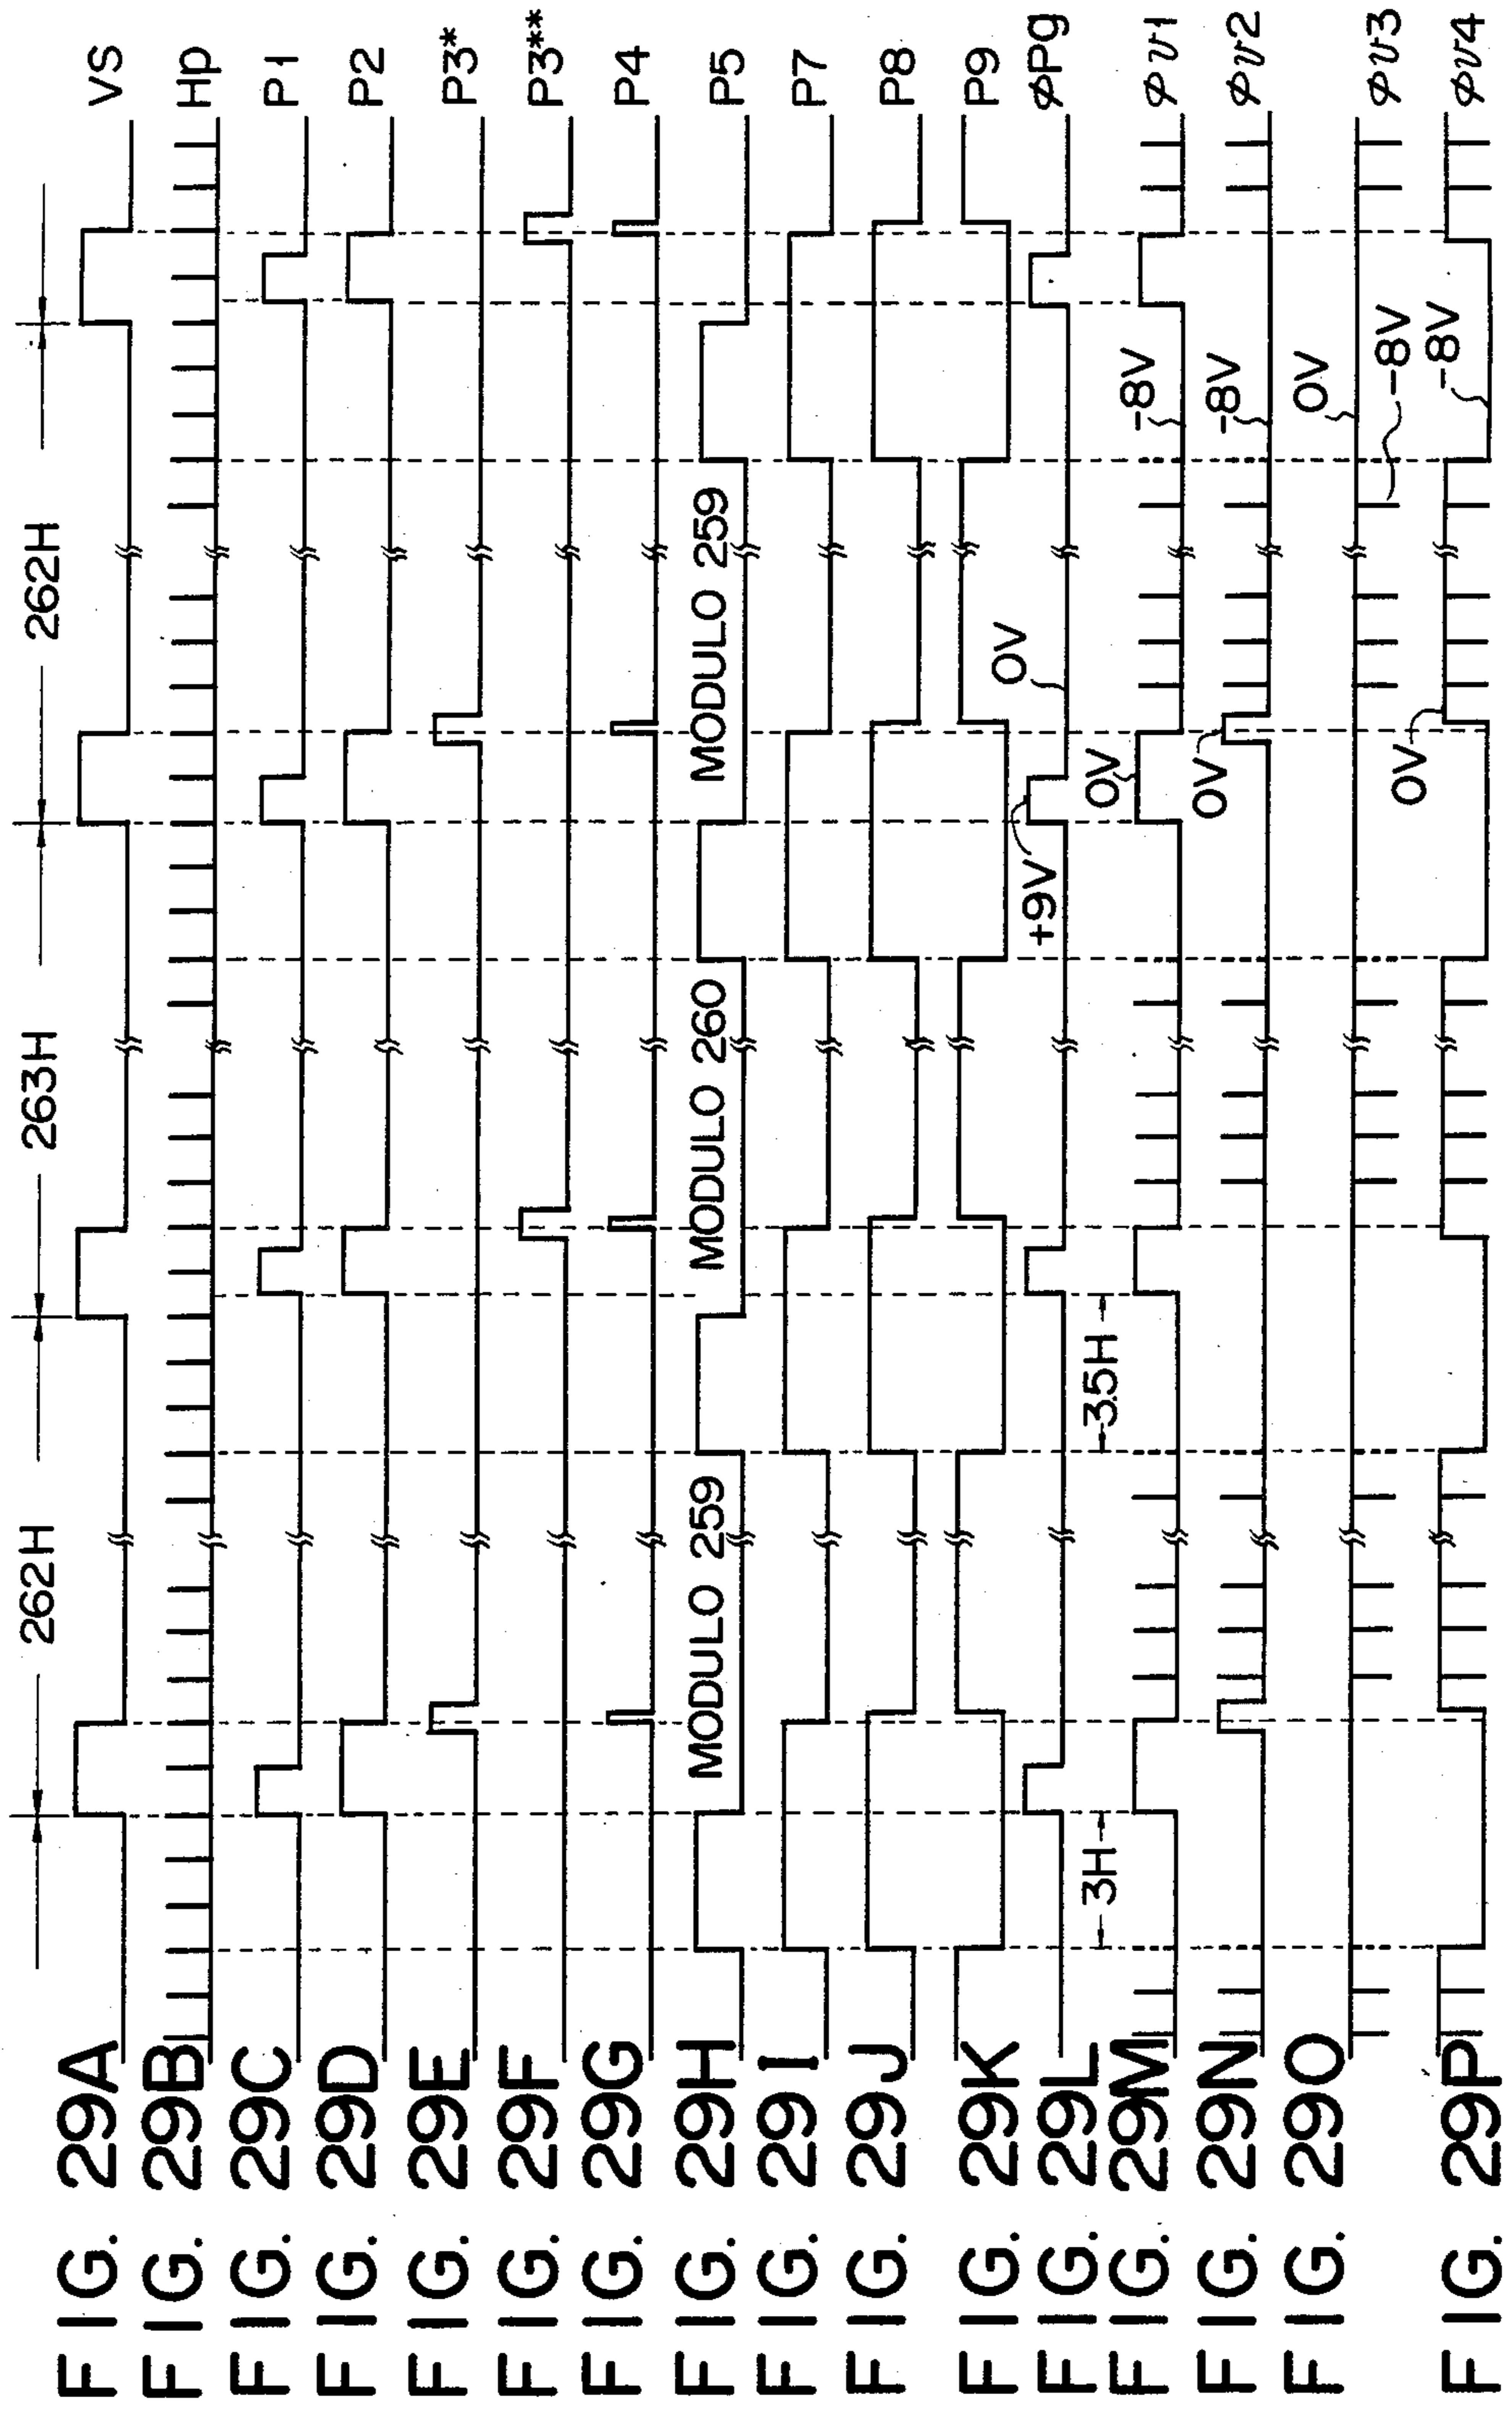 262H 263H 262H
FIG. 29A VS
FIG. 29B Hp
FIG. 29C P1
FIG. 29D P2
FIG. 29E P3*
FIG. 29F P3**
FIG. 29G P4
FIG. 29H MODULO 259 MODULO 260 MODULO 259 P5
FIG. 29I P7
FIG. 29J P8
FIG. 29K P9
0V
FIG. 29L +9V φPg
3H 3.5H 0V -8V
FIG. 29M φv1
0V -8V
FIG. 29N φv2
0V
FIG. 29O φv3
-8V
0V -8V
FIG. 29P φv4